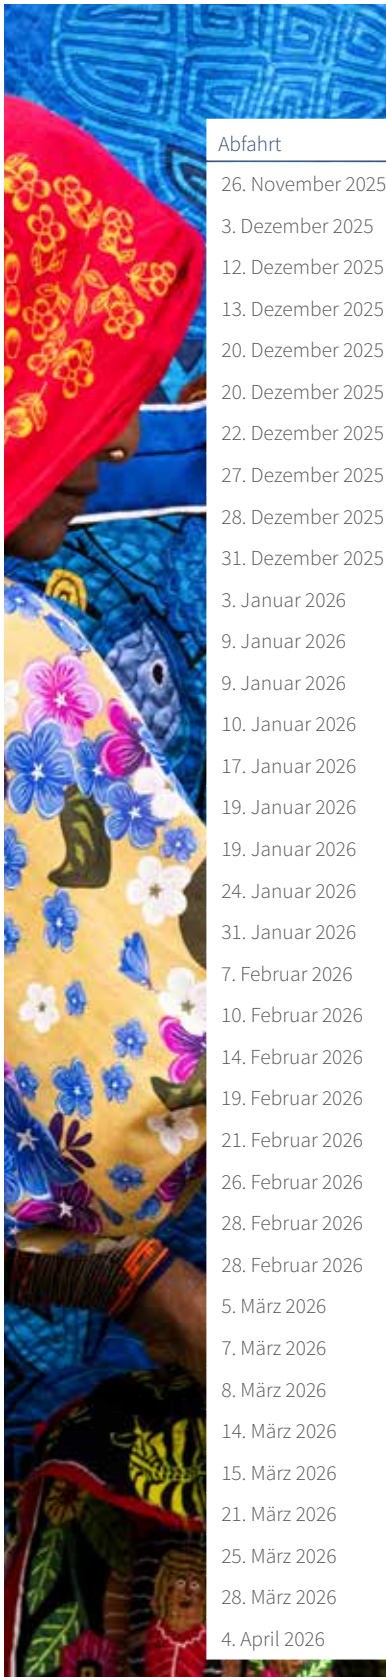 Abfahrt
26. November 2025
3. Dezember 2025
12. Dezember 2025
13. Dezember 2025
20. Dezember 2025
20. Dezember 2025
22. Dezember 2025
27. Dezember 2025
28. Dezember 2025
31. Dezember 2025
3. Januar 2026
9. Januar 2026
9. Januar 2026
10. Januar 2026
17. Januar 2026
19. Januar 2026
19. Januar 2026
24. Januar 2026
31. Januar 2026
7. Februar 2026
10. Februar 2026
14. Februar 2026
19. Februar 2026
21. Februar 2026
26. Februar 2026
28. Februar 2026
28. Februar 2026
5. März 2026
7. März 2026
8. März 2026
14. März 2026
15. März 2026
21. März 2026
25. März 2026
28. März 2026
4. April 2026